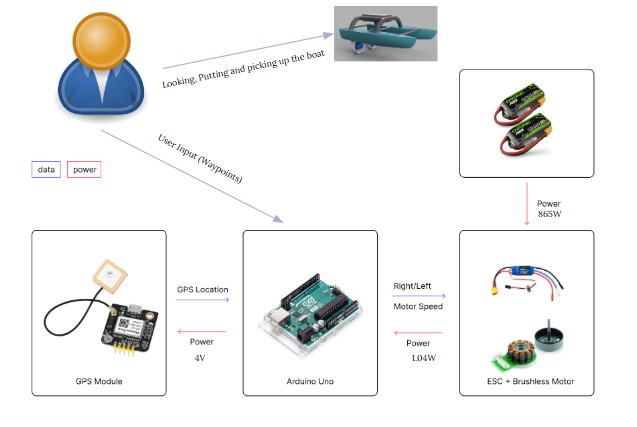 Looking, Putting and picking up the boat
User Input (Waypoints)
data
power
Power
865W
GPS Location
Power
4V
Right/Left
Motor Speed
Power
1.04W
GPS Module
Arduino Uno
ESC + Brushless Motor